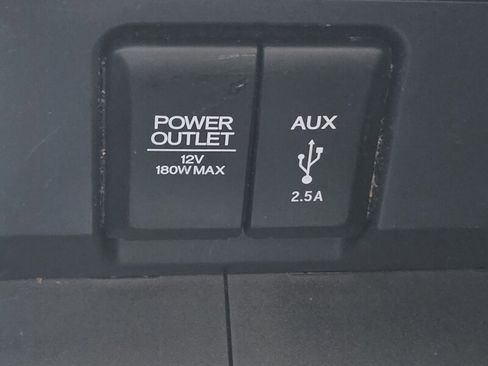 POWER
OUTLET
12V
180W MAX
AUX
2.5A